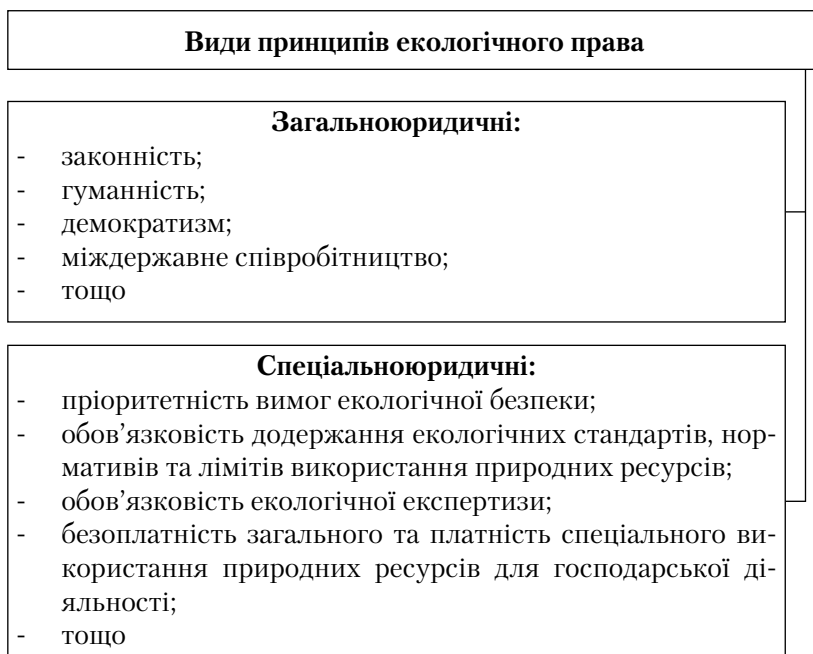 Види принципів екологічного права
Загальноюридичні:
- законність;
- гуманність;
- демократизм;
- міждержавне співробітництво;
- тощо
Спеціальноюридичні:
- пріоритетність вимог екологічної безпеки;
- обов’язковість додержання екологічних стандартів, нор-
мативів та лімітів використання природних ресурсів;
- обов’язковість екологічної експертизи;
- безоплатність загального та платність спеціального ви-
користання природних ресурсів для господарської ді-
яльності;
- тощо